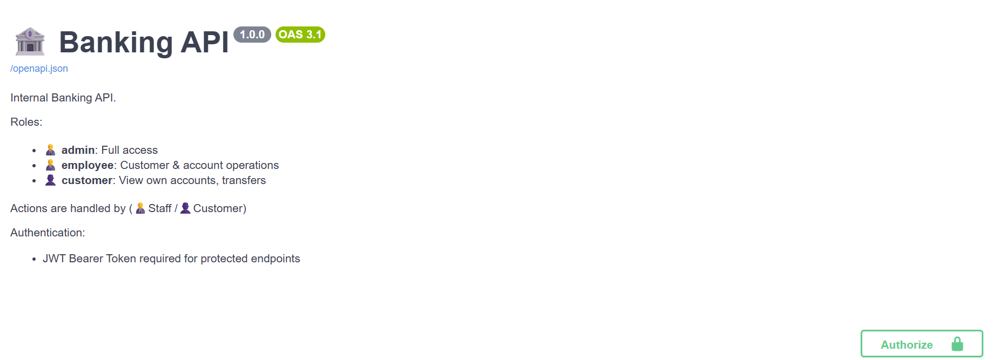 Banking API 1.0.0 OAS 3.1
/openapi.json
Internal Banking API.
Roles:
admin: Full access
employee: Customer & account operations
customer: View own accounts, transfers
Actions are handled by ( Staff / Customer)
Authentication:
JWT Bearer Token required for protected endpoints
Authorize